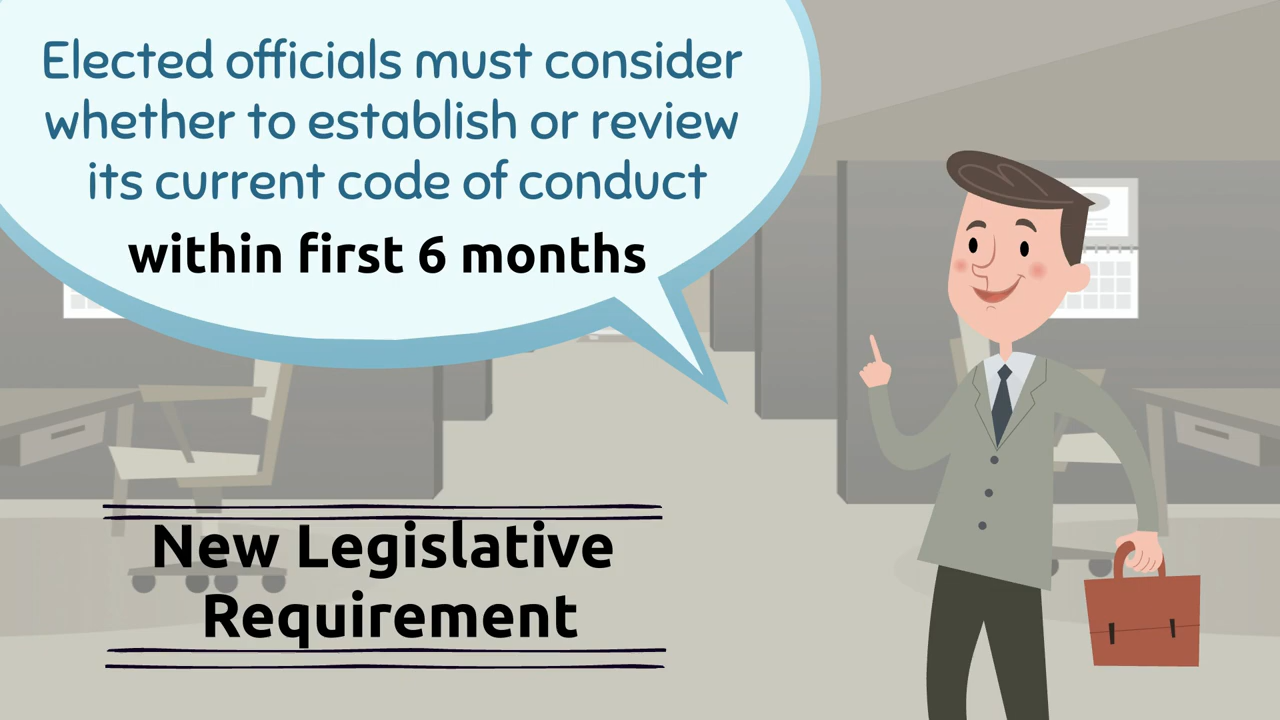 Elected officials must consider
whether to establish or review
its current code of conduct
within first 6 months
New Legislative
Requirement